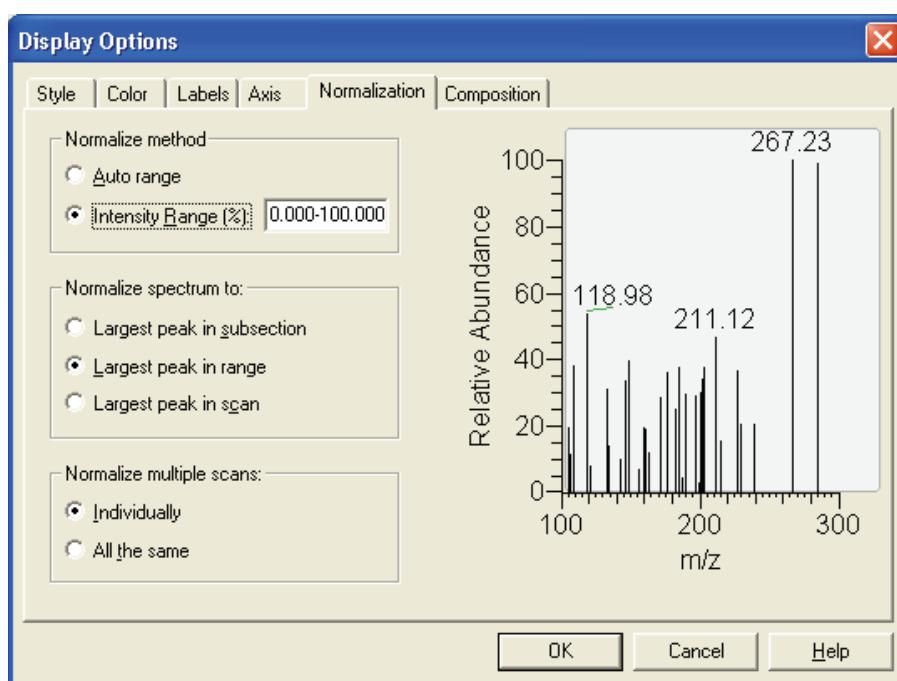 Display Options
Style Color Labels Axis Normalization Composition
Normalize method
Auto range
Intensity Range (%): 0.000-100.000
Normalize spectrum to:
Largest peak in subsection
Largest peak in range
Largest peak in scan
Normalize multiple scans:
Individually
All the same
267.23
100
80
60
40
20
0
118.98
211.12
Relative Abundance
100 200 300
m/z
OK Cancel Help